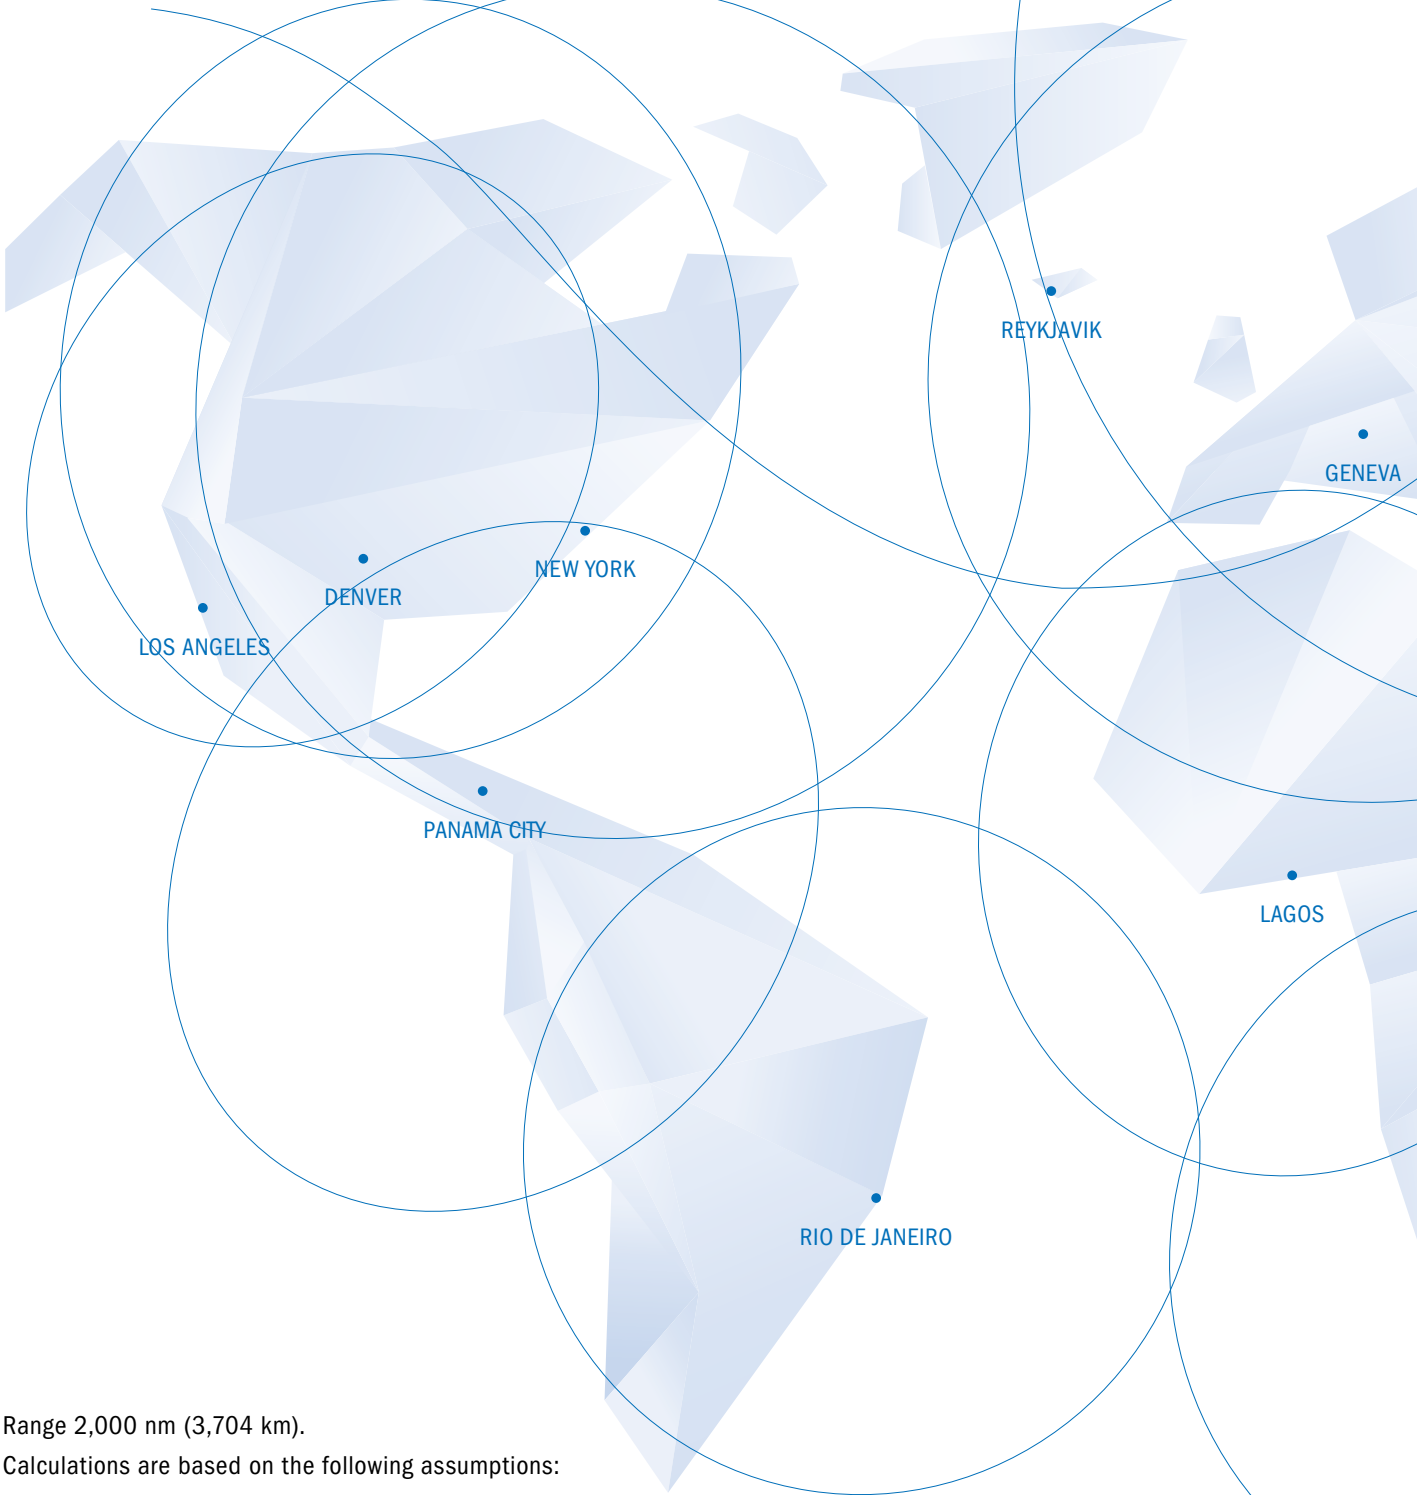 REYKJAVIK
GENEVA
NEW YORK
DENVER
LOS ANGELES
PANAMA CITY
LAGOS
RIO DE JANEIRO
Range 2,000 nm (3,704 km).
Calculations are based on the following assumptions: